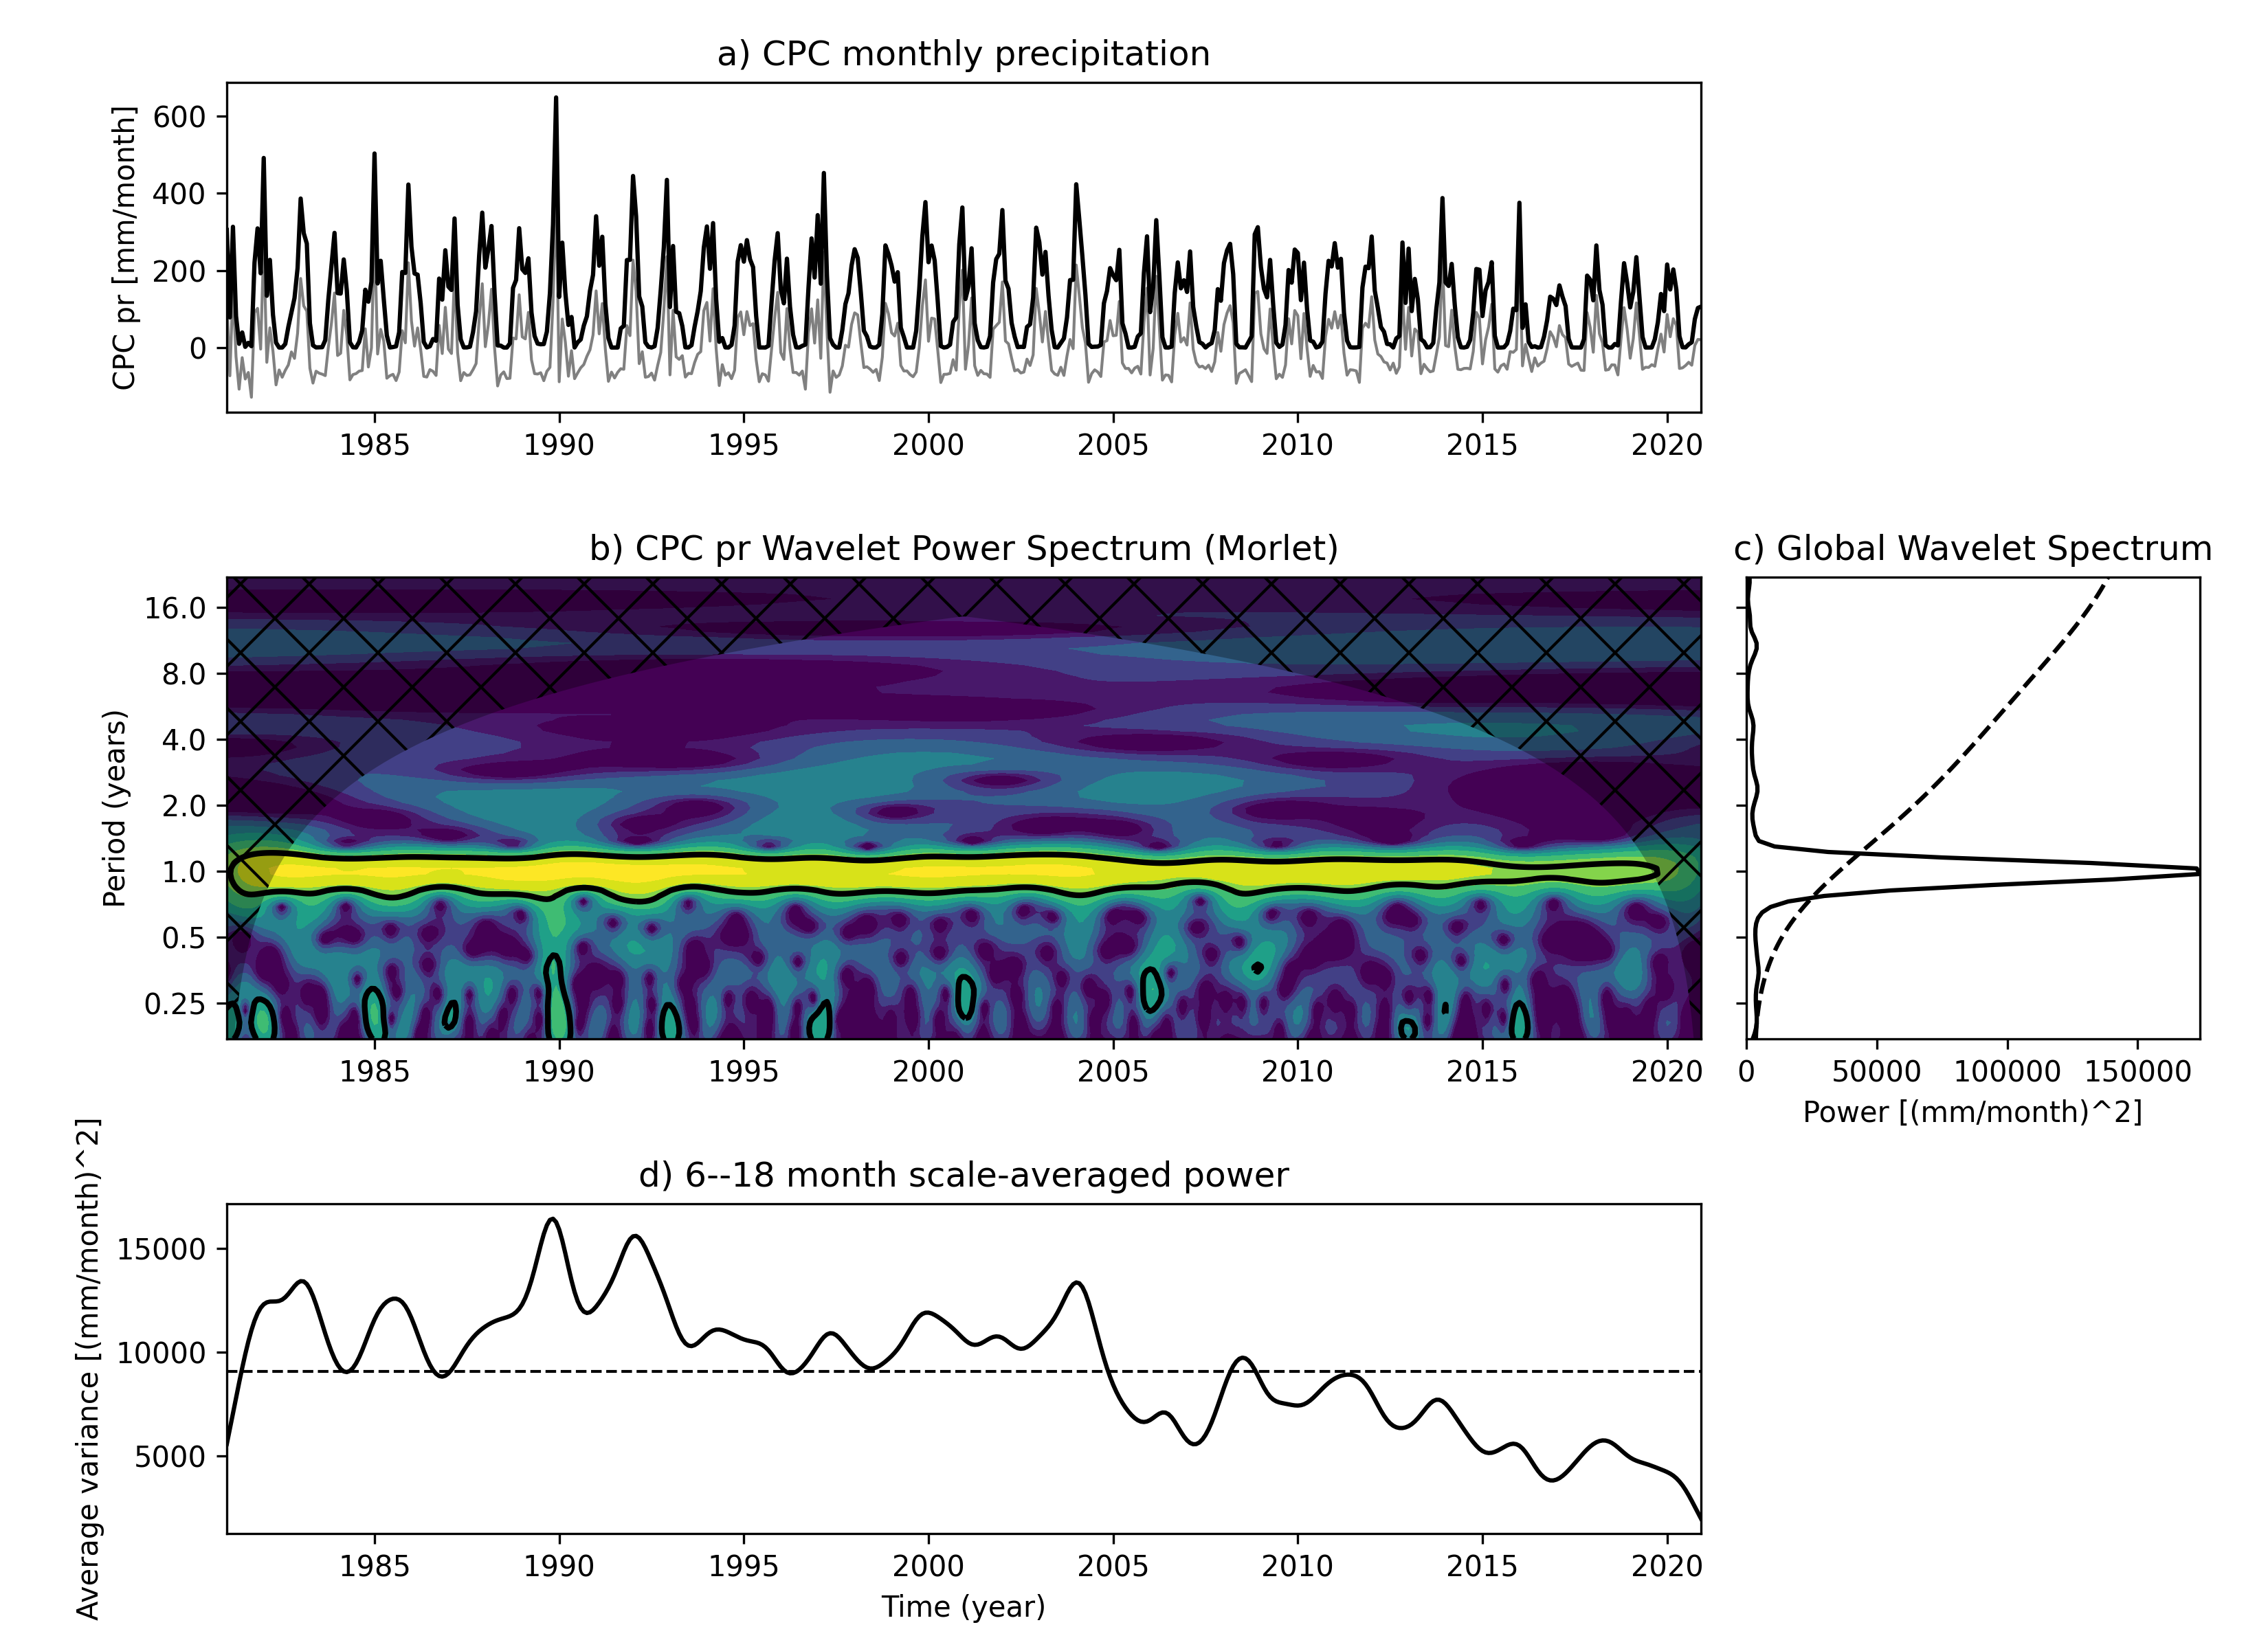 a) CPC monthly precipitation
CPC pr [mm/month]
600
400
200
0
1985 1990 1995 2000 2005 2010 2015 2020
b) CPC pr Wavelet Power Spectrum (Morlet)
Period (years)
16.0
8.0
4.0
2.0
1.0
0.5
0.25
1985 1990 1995 2000 2005 2010 2015 2020
c) Global Wavelet Spectrum
0 50000 100000 150000
Power [(mm/month)^2]
d) 6--18 month scale-averaged power
Average variance [(mm/month)^2]
15000
10000
5000
1985 1990 1995 2000 2005 2010 2015 2020
Time (year)